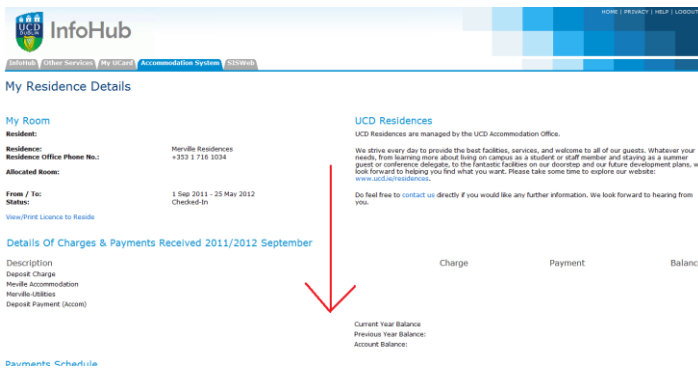 HOME | PRIVACY | HELP | LOGOUT
UCD
DUBLIN
InfoHub
InfoHub Other Services My UCard Accommodation System SISWeb
My Residence Details
My Room
Resident:
Residence: Merville Residences
Residence Office Phone No.: +353 1 716 1034
Allocated Room:
From / To: 1 Sep 2011 - 25 May 2012
Status: Checked-In
View/Print Licence to Reside
UCD Residences
UCD Residences are managed by the UCD Accommodation Office.
We strive every day to provide the best facilities, services, and welcome to all of our guests. Whatever your
needs, from learning more about living on campus as a student or staff member and staying as a summer
guest or conference delegate, to the fantastic facilities on our doorstep and our future development plans, w
look forward to helping you find what you want. Please take some time to explore our website:
www.ucd.ie/residences.
Do feel free to contact us directly if you would like any further information. We look forward to hearing from
you.
Details Of Charges & Payments Received 2011/2012 September
Description Charge Payment Balanc
Deposit Charge
Meville Accommodation
Merville-Utilities
Deposit Payment (Accom)
Current Year Balance
Previous Year Balance:
Account Balance:
Payments Schedule